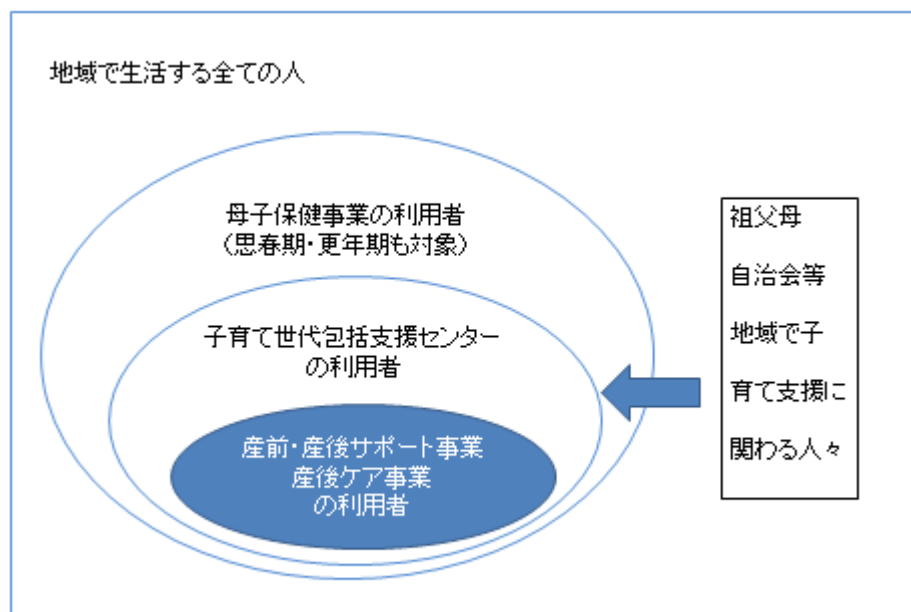 地域で生活する全ての人
母子保健事業の利用者
（思春期・更年期も対象）
子育て世代包括支援センター
の利用者
産前・産後サポート事業
産後ケア事業
の利用者
祖父母
自治会等
地域で子
育て支援に
関わる人々